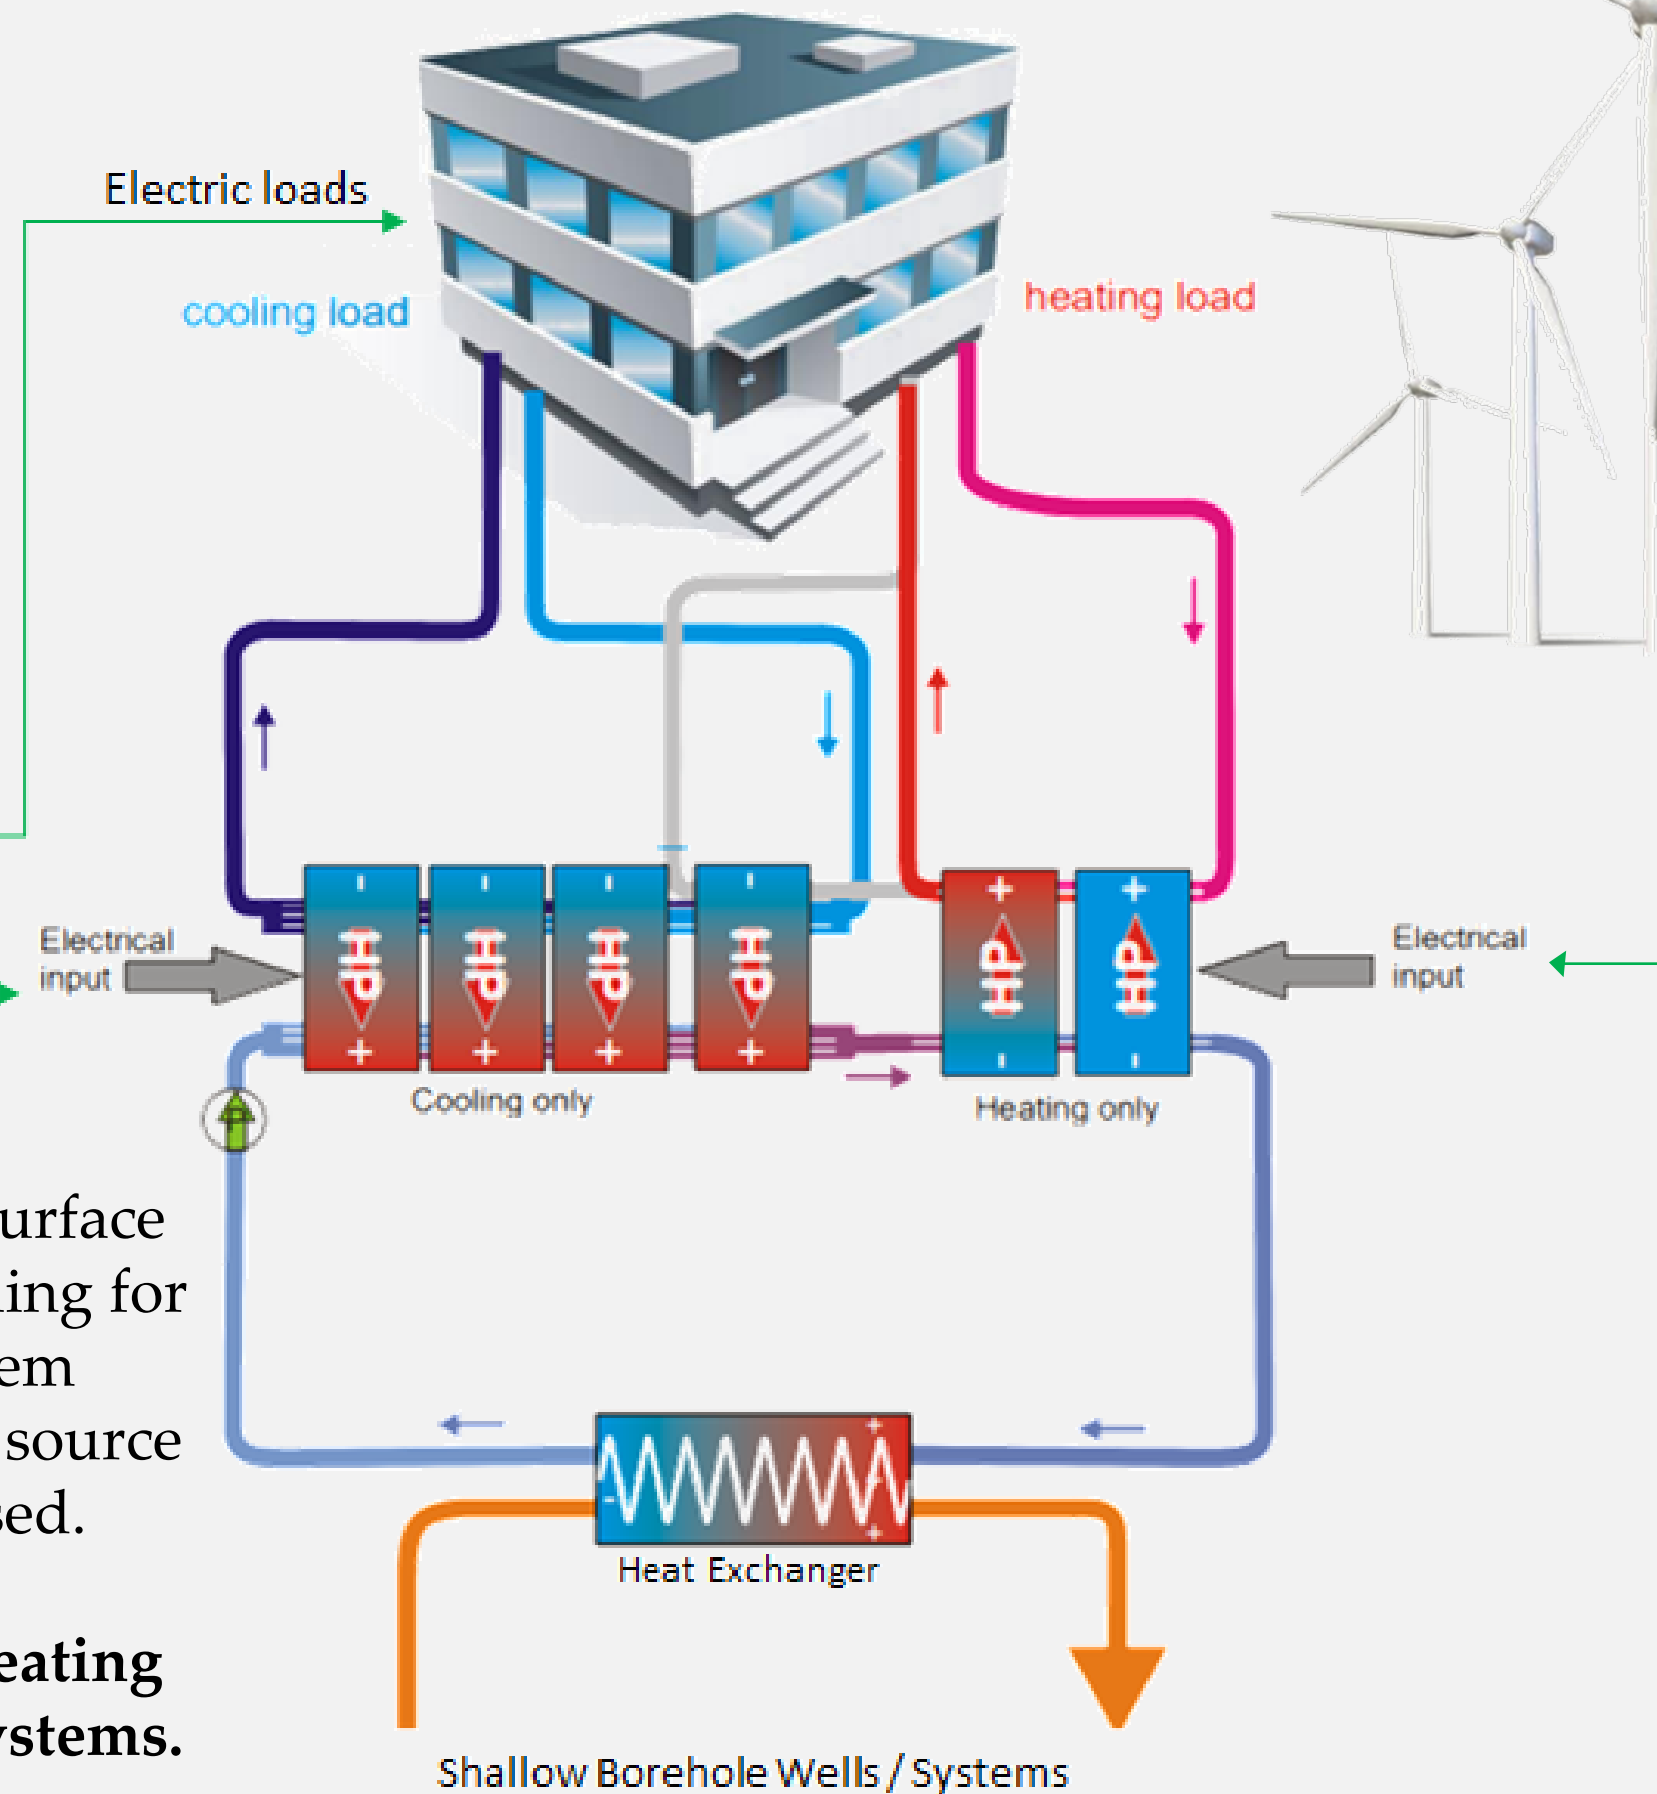 Electric loads
cooling load
heating load
- - - - + +
HP HP HP HP HP HP
Electrical
input
Electrical
input
+ + + + - -
Cooling only
Heating only
urface
ing for
em
source
sed.
+
- -
+
Heat Exchanger
eating
ystems.
Shallow Borehole Wells / Systems